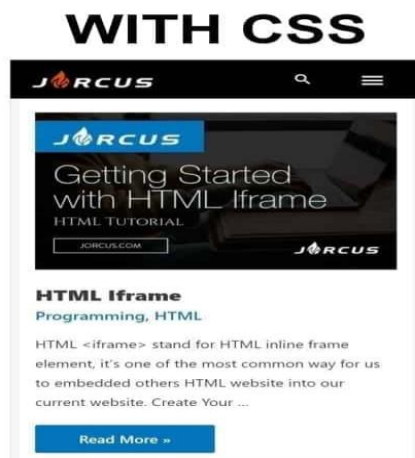 WITH CSS
JORCUS
JORCUS
Getting Started
with HTML Iframe
HTML TUTORIAL
JORCUS.COM
JORCUS
HTML Iframe
Programming, HTML
HTML <iframe> stand for HTML inline frame
element, it's one of the most common way for us
to embedded others HTML website into our
current website. Create Your ...
Read More »